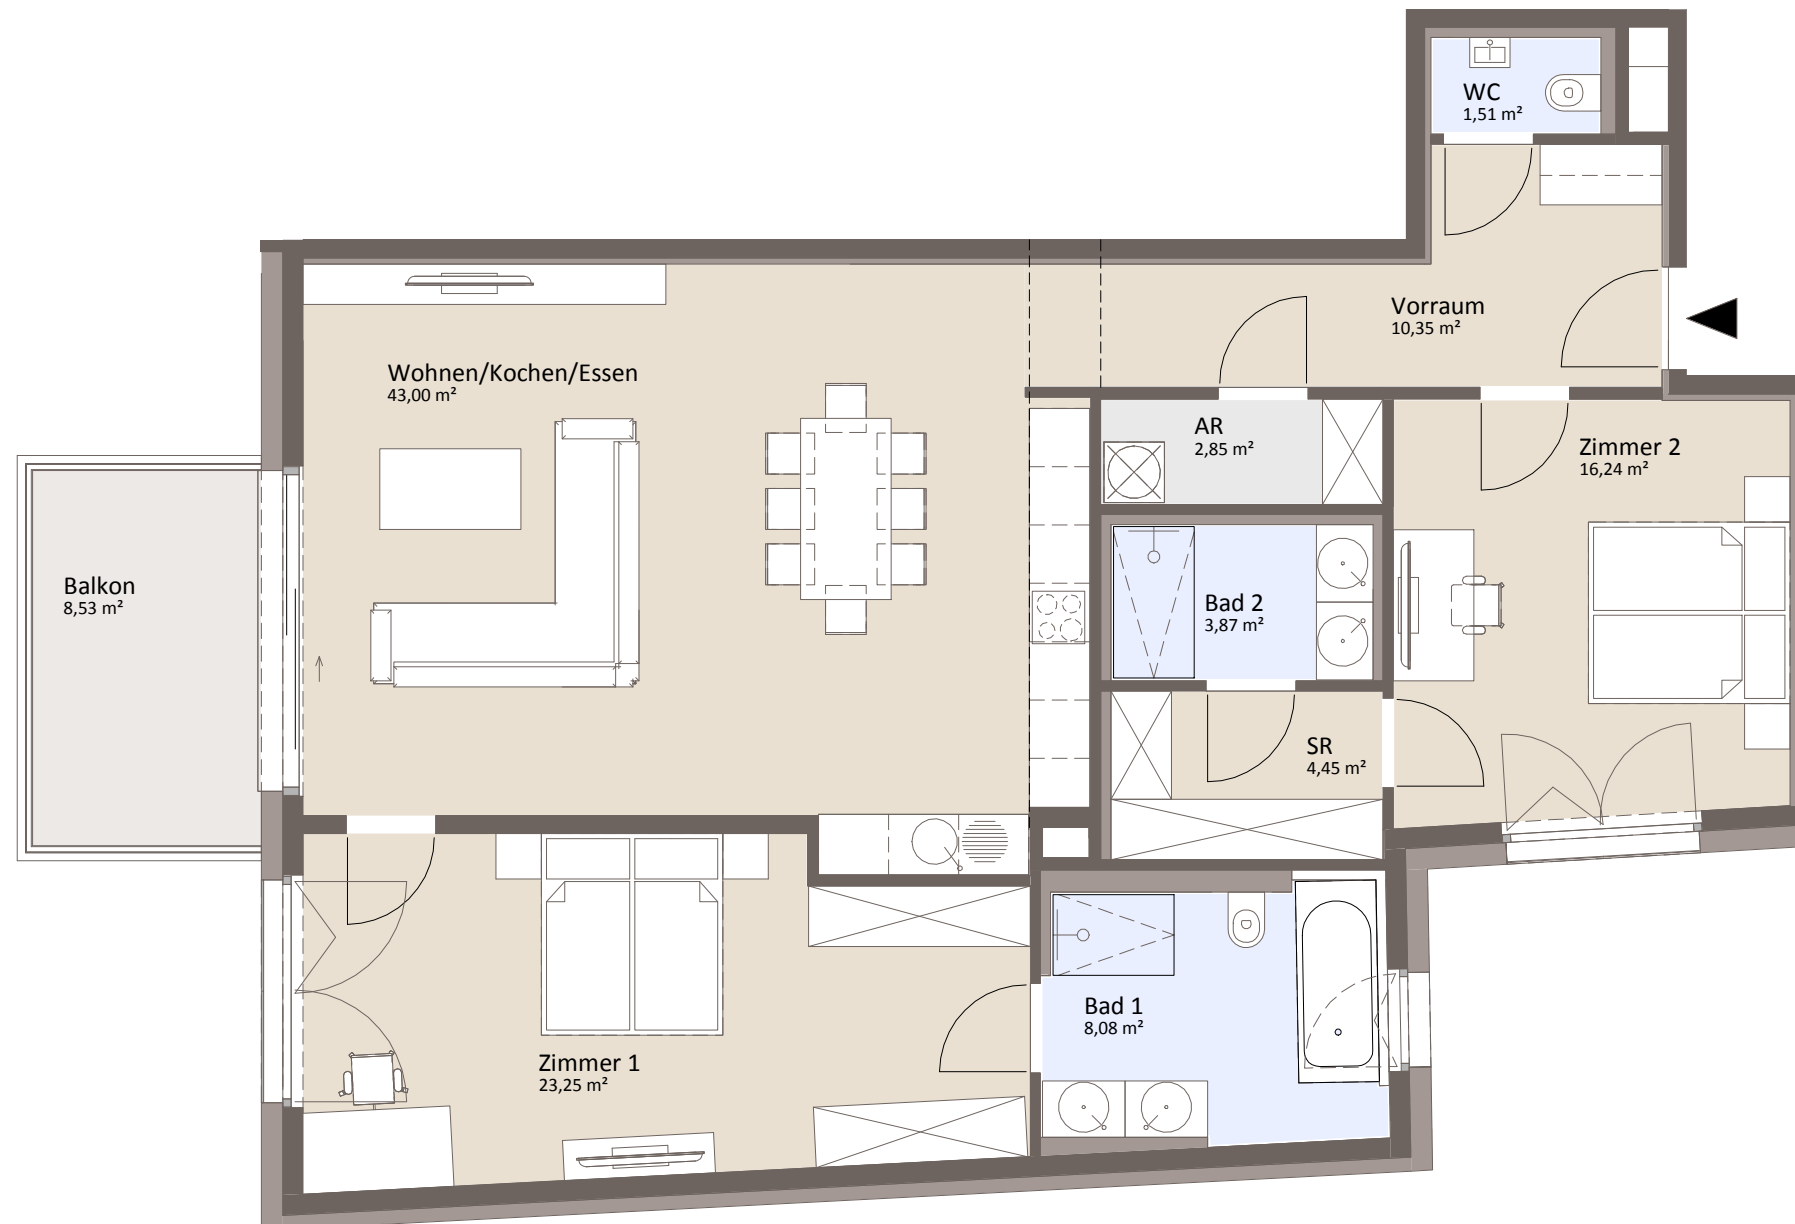 WC
1,51 m²
Vorraum
10,35 m²
Wohnen/Kochen/Essen
43,00 m²
AR
2,85 m²
Zimmer 2
16,24 m²
Balkon
8,53 m²
Bad 2
3,87 m²
SR
4,45 m²
Bad 1
8,08 m²
Zimmer 1
23,25 m²